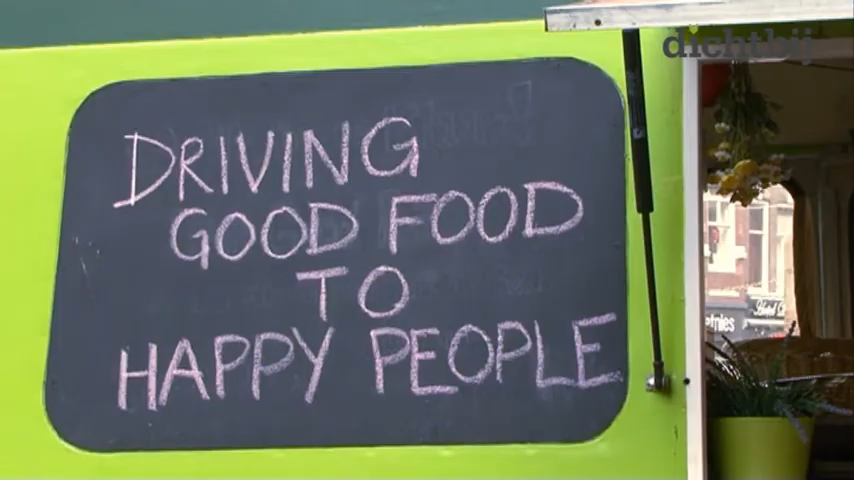 dichtbij
DRIVING
GOOD FOOD
TO
HAPPY PEOPLE